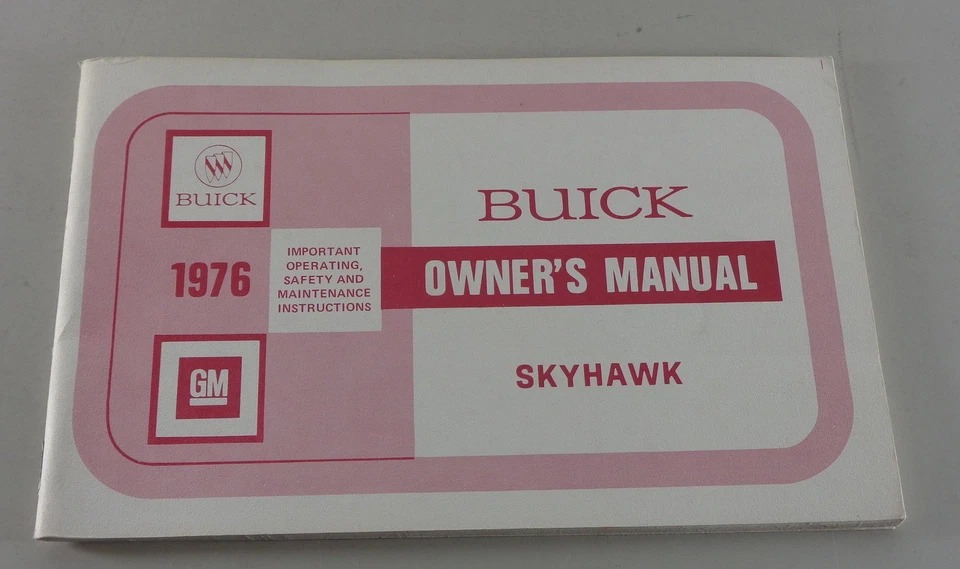 BUICK
1976
IMPORTANT
OPERATING,
SAFETY AND
MAINTENANCE
INSTRUCTIONS
GM
BUICK
OWNER'S MANUAL
SKYHAWK